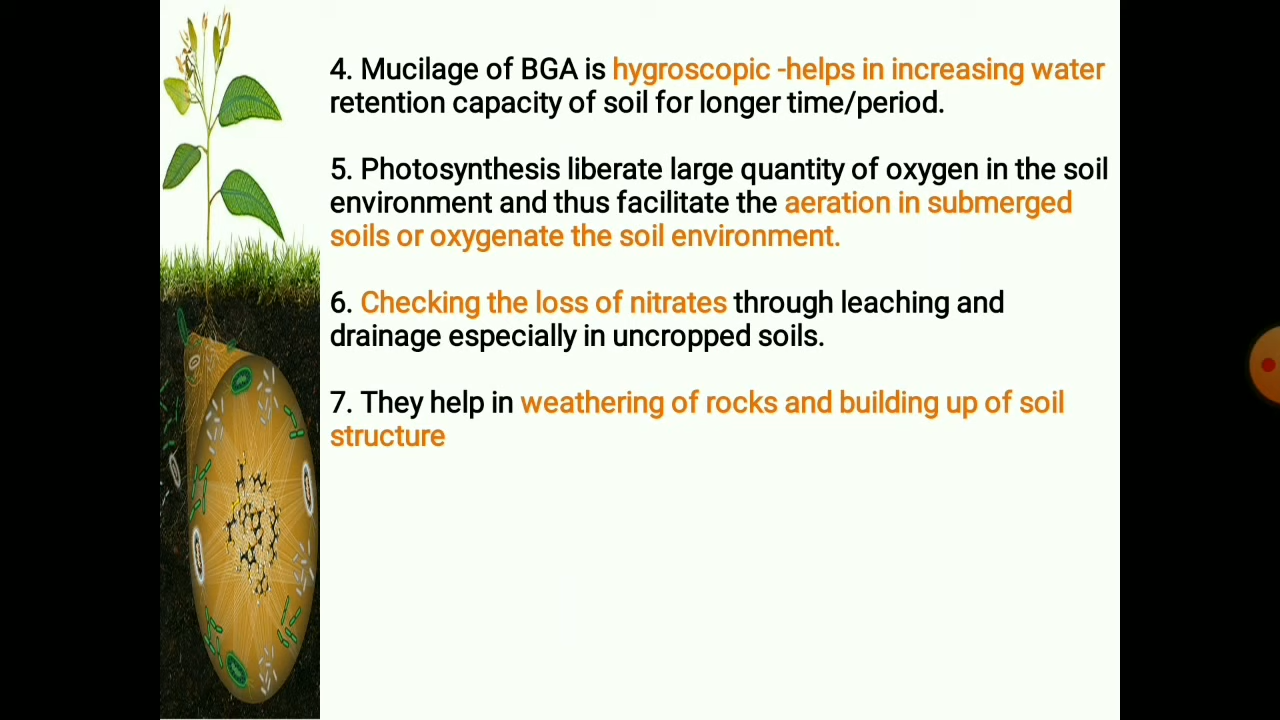 4. Mucilage of BGA is hygroscopic -helps in increasing water
retention capacity of soil for longer time/period.
5. Photosynthesis liberate large quantity of oxygen in the soil
environment and thus facilitate the aeration in submerged
soils or oxygenate the soil environment.
6. Checking the loss of nitrates through leaching and
drainage especially in uncropped soils.
7. They help in weathering of rocks and building up of soil
structure